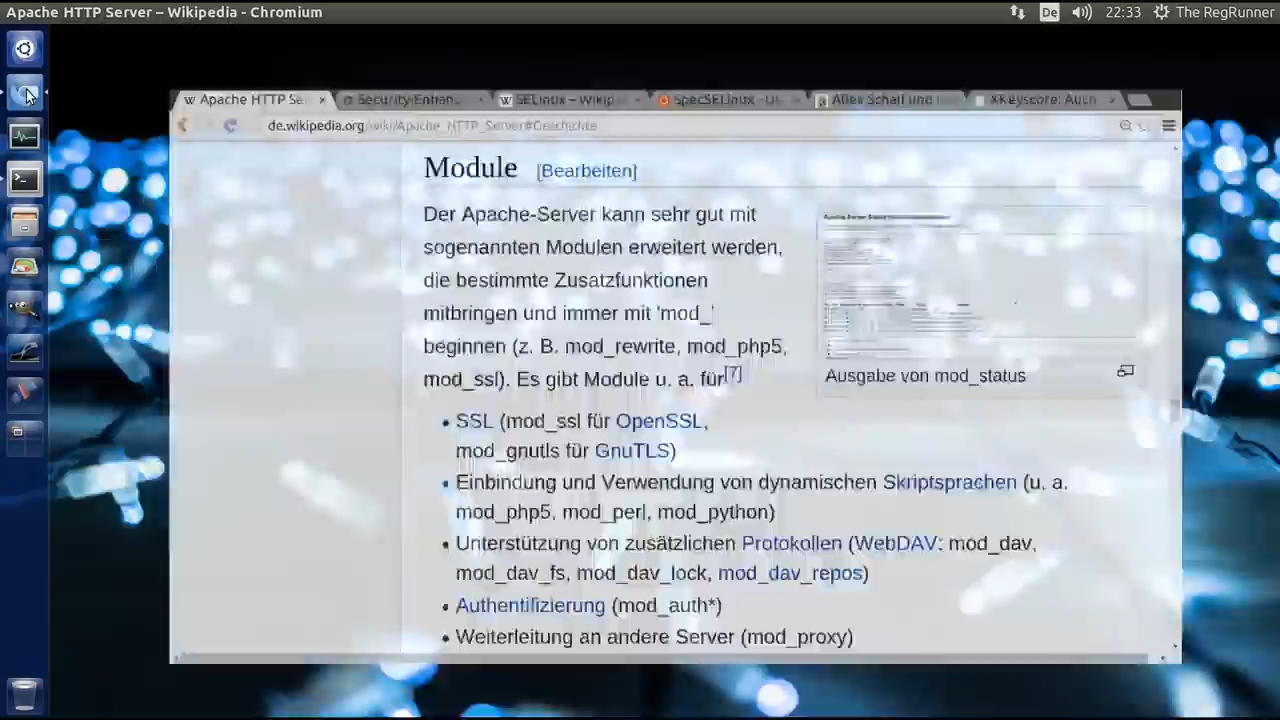 Apache HTTP Server – Wikipedia - Chromium
De 22:33 The RegRunner
Apache HTTP Se
Security-Enhan
SELinux – Wikip
SpecSELinux - U
Alles Schall und
XKeyscore: Auch
de.wikipedia.org/wiki/Apache_HTTP_Server#Geschichte
Module [Bearbeiten]
Der Apache-Server kann sehr gut mit
sogenannten Modulen erweitert werden,
die bestimmte Zusatzfunktionen
mitbringen und immer mit 'mod_'
beginnen (z. B. mod_rewrite, mod_php5,
mod_ssl). Es gibt Module u. a. für[7]
Ausgabe von mod_status
• SSL (mod_ssl für OpenSSL,
mod_gnutls für GnuTLS)
• Einbindung und Verwendung von dynamischen Skriptsprachen (u. a.
mod_php5, mod_perl, mod_python)
• Unterstützung von zusätzlichen Protokollen (WebDAV: mod_dav,
mod_dav_fs, mod_dav_lock, mod_dav_repos)
• Authentifizierung (mod_auth*)
• Weiterleitung an andere Server (mod_proxy)